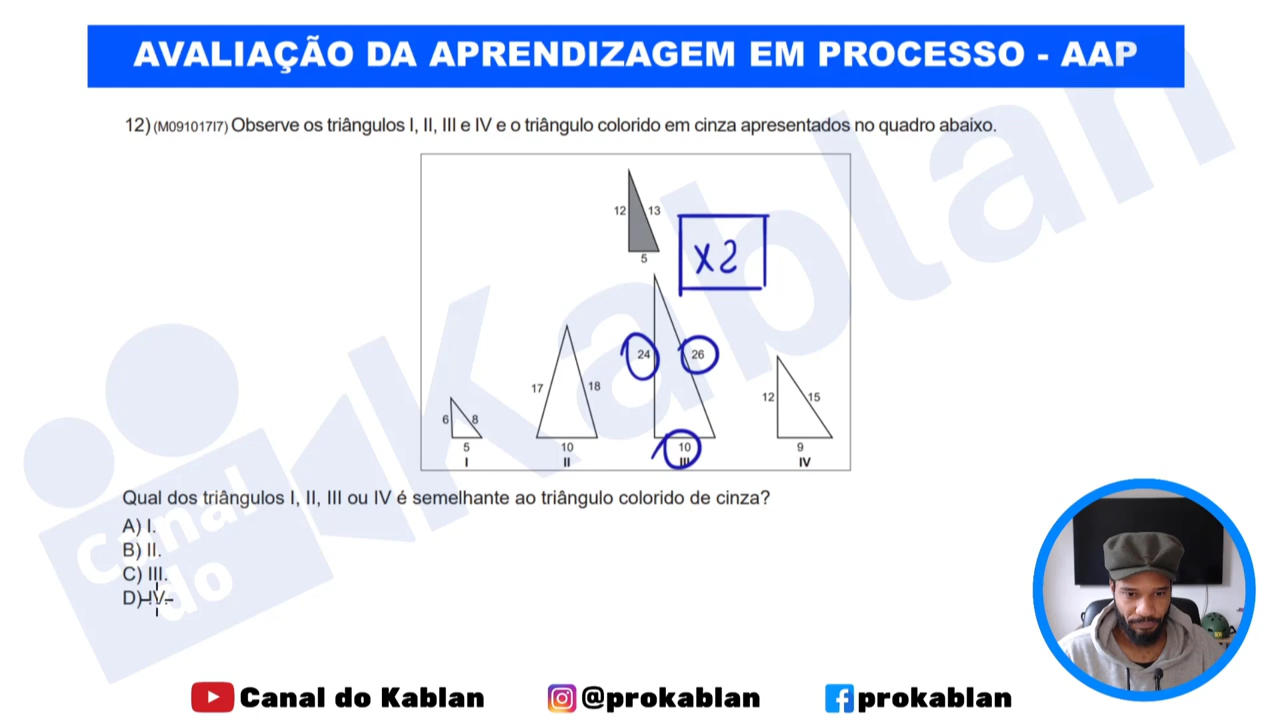 AVALIAÇÃO DA APRENDIZAGEM EM PROCESSO - AAP
12) (M091017I7) Observe os triângulos I, II, III e IV e o triângulo colorido em cinza apresentados no quadro abaixo.
12 13
5
x2
6 8
5
I
17 18
10
II
24 26
10
III
12 15
9
IV
Qual dos triângulos I, II, III ou IV é semelhante ao triângulo colorido de cinza?
A) I.
B) II.
C) III.
D) IV.
Canal do Kablan
Canal do Kablan @prokablan prokablan